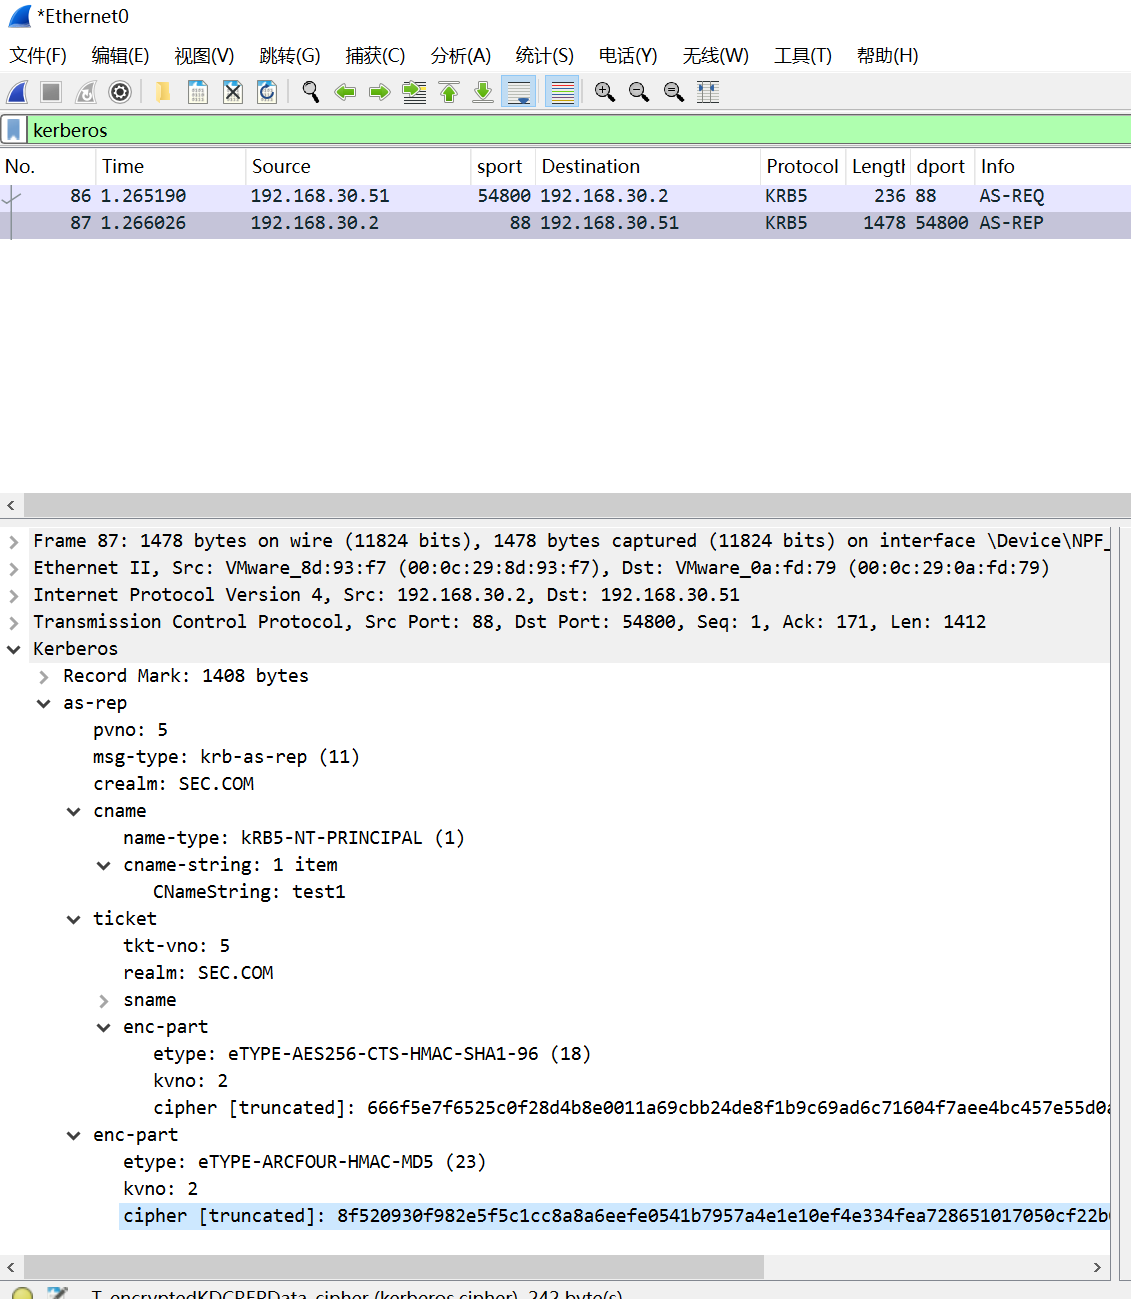 *Ethernet0
文件(F) 编辑(E) 视图(V) 跳转(G) 捕获(C) 分析(A) 统计(S) 电话(Y) 无线(W) 工具(T) 帮助(H)
kerberos
No. Time Source sport Destination Protocol Length dport Info
86 1.265190 192.168.30.51 54800 192.168.30.2 KRB5 236 88 AS-REQ
87 1.266026 192.168.30.2 88 192.168.30.51 KRB5 1478 54800 AS-REP
Frame 87: 1478 bytes on wire (11824 bits), 1478 bytes captured (11824 bits) on interface \Device\NPF_
Ethernet II, Src: VMware_8d:93:f7 (00:0c:29:8d:93:f7), Dst: VMware_0a:fd:79 (00:0c:29:0a:fd:79)
Internet Protocol Version 4, Src: 192.168.30.2, Dst: 192.168.30.51
Transmission Control Protocol, Src Port: 88, Dst Port: 54800, Seq: 1, Ack: 171, Len: 1412
Kerberos
Record Mark: 1408 bytes
as-rep
pvno: 5
msg-type: krb-as-rep (11)
crealm: SEC.COM
cname
name-type: kRB5-NT-PRINCIPAL (1)
cname-string: 1 item
CNameString: test1
ticket
tkt-vno: 5
realm: SEC.COM
sname
enc-part
etype: eTYPE-AES256-CTS-HMAC-SHA1-96 (18)
kvno: 2
cipher [truncated]: 666f5e7f6525c0f28d4b8e0011a69cbb24de8f1b9c69ad6c71604f7aee4bc457e55d0a
enc-part
etype: eTYPE-ARCFOUR-HMAC-MD5 (23)
kvno: 2
cipher [truncated]: 8f520930f982e5f5c1cc8a8a6eefe0541b7957a4e1e10ef4e334fea728651017050cf22b
T encryptedKDCREPData cipher (kerberos.cipher), 242 byte(s)